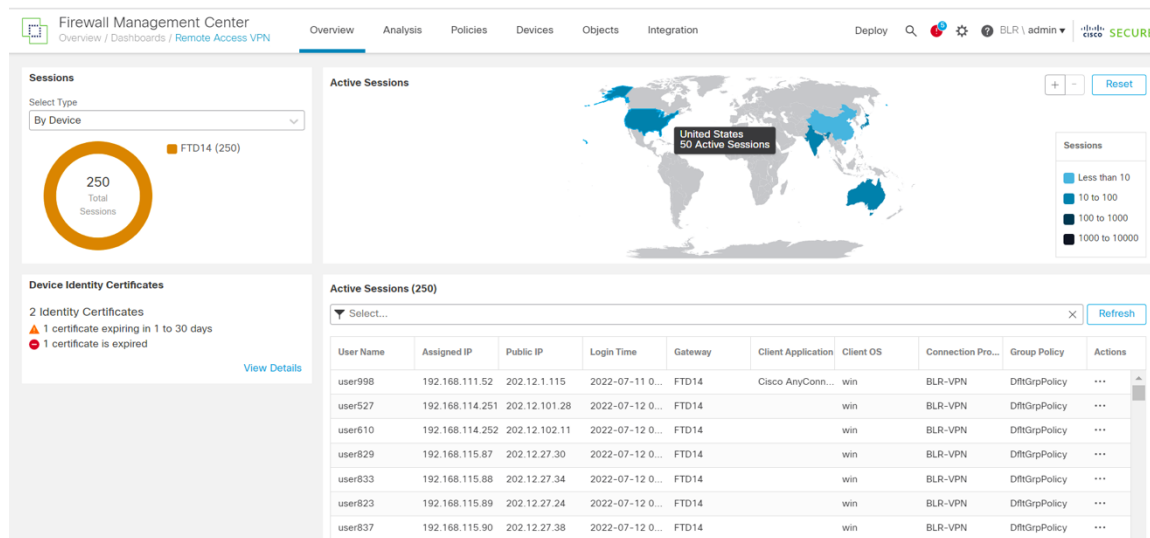 Firewall Management Center
Overview / Dashboards / Remote Access VPN
Overview Analysis Policies Devices Objects Integration
Deploy 5 ? BLR \ admin ▾ cisco SECURE
Sessions
Select Type
By Device
FTD14 (250)
250
Total
Sessions
Active Sessions
United States
50 Active Sessions
+ - Reset
Sessions
Less than 10
10 to 100
100 to 1000
1000 to 10000
Device Identity Certificates
2 Identity Certificates
1 certificate expiring in 1 to 30 days
1 certificate is expired
View Details
Active Sessions (250)
Select... × Refresh
User Name Assigned IP Public IP Login Time Gateway Client Application Client OS Connection Pro... Group Policy Actions
user998 192.168.111.52 202.12.1.115 2022-07-11 0... FTD14 Cisco AnyConn... win BLR-VPN DfltGrpPolicy ...
user527 192.168.114.251 202.12.101.28 2022-07-12 0... FTD14 win BLR-VPN DfltGrpPolicy ...
user610 192.168.114.252 202.12.102.11 2022-07-12 0... FTD14 win BLR-VPN DfltGrpPolicy ...
user829 192.168.115.87 202.12.27.30 2022-07-12 0... FTD14 win BLR-VPN DfltGrpPolicy ...
user833 192.168.115.88 202.12.27.34 2022-07-12 0... FTD14 win BLR-VPN DfltGrpPolicy ...
user823 192.168.115.89 202.12.27.24 2022-07-12 0... FTD14 win BLR-VPN DfltGrpPolicy ...
user837 192.168.115.90 202.12.27.38 2022-07-12 0... FTD14 win BLR-VPN DfltGrpPolicy ...